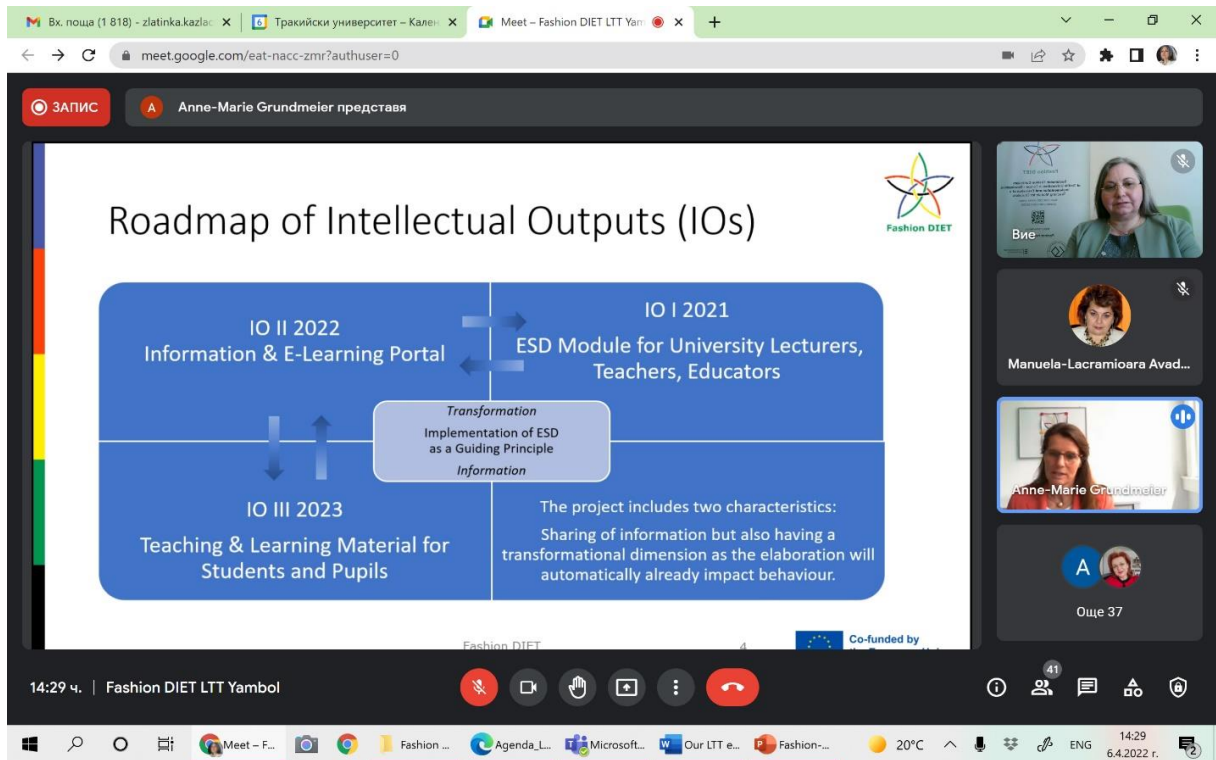 Вх. поща (1 818) - zlatinka.kazlac
Тракийски университет – Кален
Meet – Fashion DIET LTT Yam
meet.google.com/eat-nacc-zmr?authuser=0
ЗАПИС
A
Anne-Marie Grundmeier представя
Roadmap of Intellectual Outputs (IOs)
Fashion DIET
IO II 2022
Information & E-Learning Portal
IO I 2021
ESD Module for University Lecturers,
Teachers, Educators
Transformation
Implementation of ESD
as a Guiding Principle
Information
IO III 2023
Teaching & Learning Material for
Students and Pupils
The project includes two characteristics:
Sharing of information but also having a
transformational dimension as the elaboration will
automatically already impact behaviour.
Fashion DIET
4
Co-funded by
Fashion DIET
Вие
Manuela-Lacramioara Avad...
Anne-Marie Grundmeier
A
Още 37
14:29 ч. | Fashion DIET LTT Yambol
41
Meet – F...
Fashion ...
Agenda_L...
Microsoft...
Our LTT e...
Fashion-...
20°C
ENG
14:29
6.4.2022 г.
2